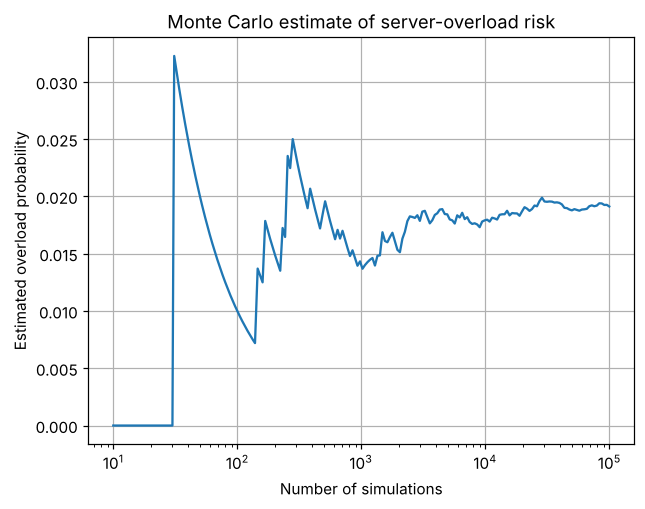 Monte Carlo estimate of server-overload risk
Estimated overload probability
0.030
0.025
0.020
0.015
0.010
0.005
0.000
10¹ 10² 10³ 10⁴ 10⁵
Number of simulations